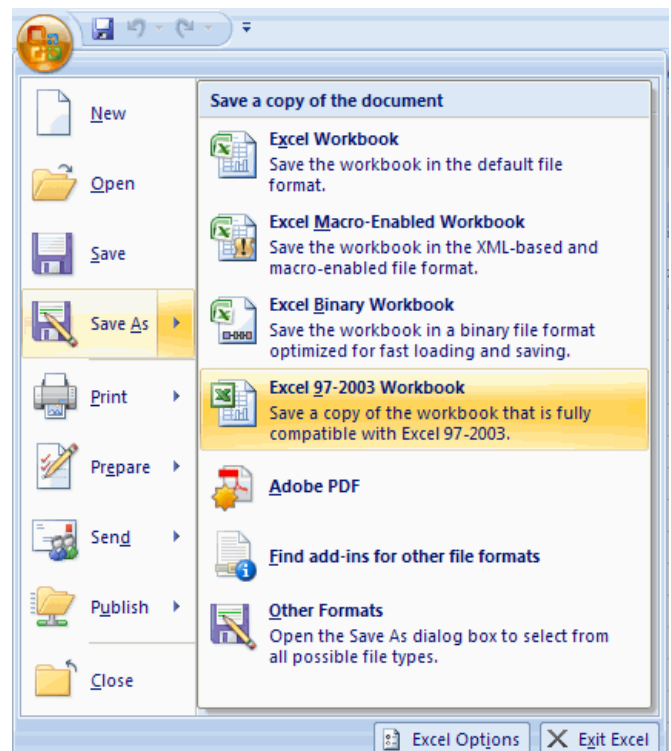 New
Open
Save
Save As
Print
Prepare
Send
Publish
Close
Save a copy of the document
Excel Workbook
Save the workbook in the default file
format.
Excel Macro-Enabled Workbook
Save the workbook in the XML-based and
macro-enabled file format.
Excel Binary Workbook
Save the workbook in a binary file format
optimized for fast loading and saving.
Excel 97-2003 Workbook
Save a copy of the workbook that is fully
compatible with Excel 97-2003.
Adobe PDF
Find add-ins for other file formats
Other Formats
Open the Save As dialog box to select from
all possible file types.
Excel Options
Exit Excel